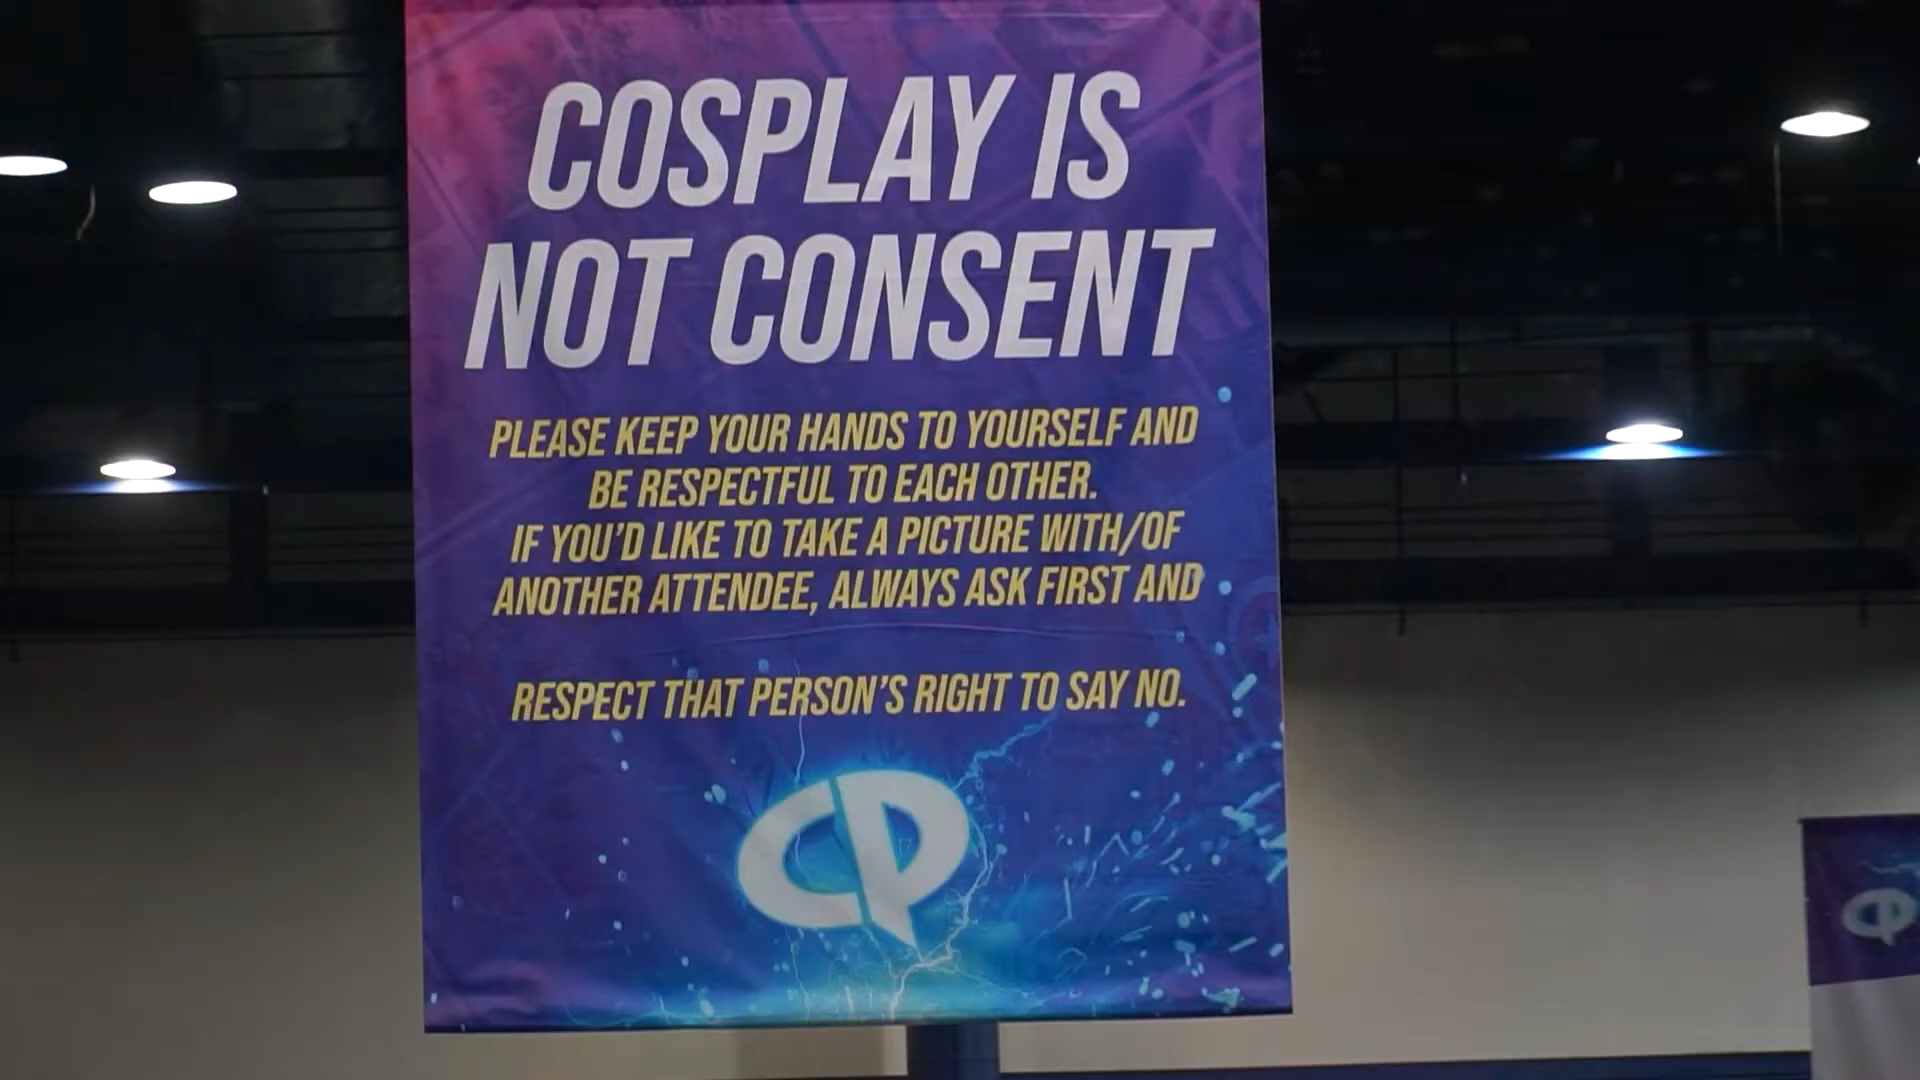 COSPLAY IS
NOT CONSENT
PLEASE KEEP YOUR HANDS TO YOURSELF AND
BE RESPECTFUL TO EACH OTHER.
IF YOU'D LIKE TO TAKE A PICTURE WITH/OF
ANOTHER ATTENDEE, ALWAYS ASK FIRST AND
RESPECT THAT PERSON'S RIGHT TO SAY NO.
CP
CP